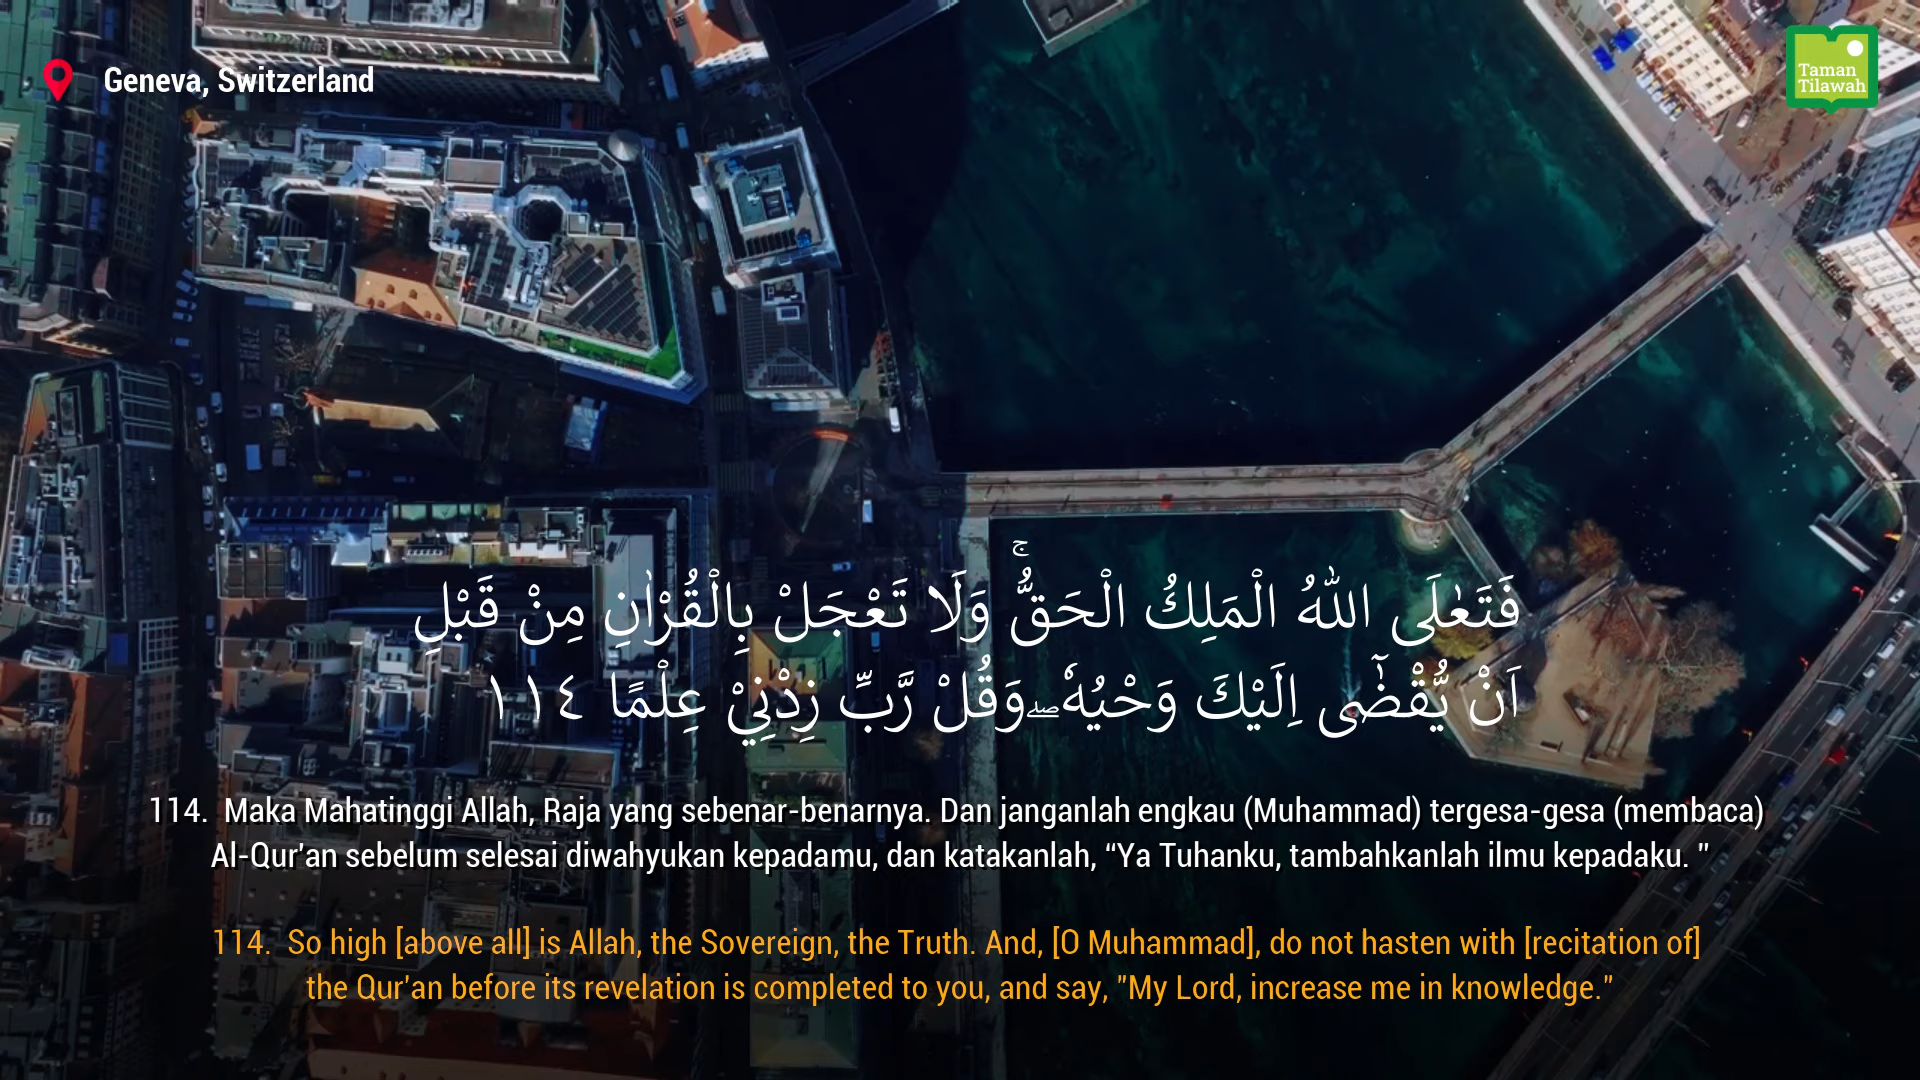 Geneva, Switzerland
Taman
Tilawah
فَتَعٰلَى اللّٰهُ الْمَلِكُ الْحَقُّۚ وَلَا تَعْجَلْ بِالْقُرْاٰنِ مِنْ قَبْلِ
اَنْ يُّقْضٰٓى اِلَيْكَ وَحْيُهٗۖ وَقُلْ رَّبِّ زِدْنِيْ عِلْمًا ١١٤
114. Maka Mahatinggi Allah, Raja yang sebenar-benarnya. Dan janganlah engkau (Muhammad) tergesa-gesa (membaca)
Al-Qur'an sebelum selesai diwahyukan kepadamu, dan katakanlah, “Ya Tuhanku, tambahkanlah ilmu kepadaku. ”
114. So high [above all] is Allah, the Sovereign, the Truth. And, [O Muhammad], do not hasten with [recitation of]
the Qur'an before its revelation is completed to you, and say, "My Lord, increase me in knowledge."